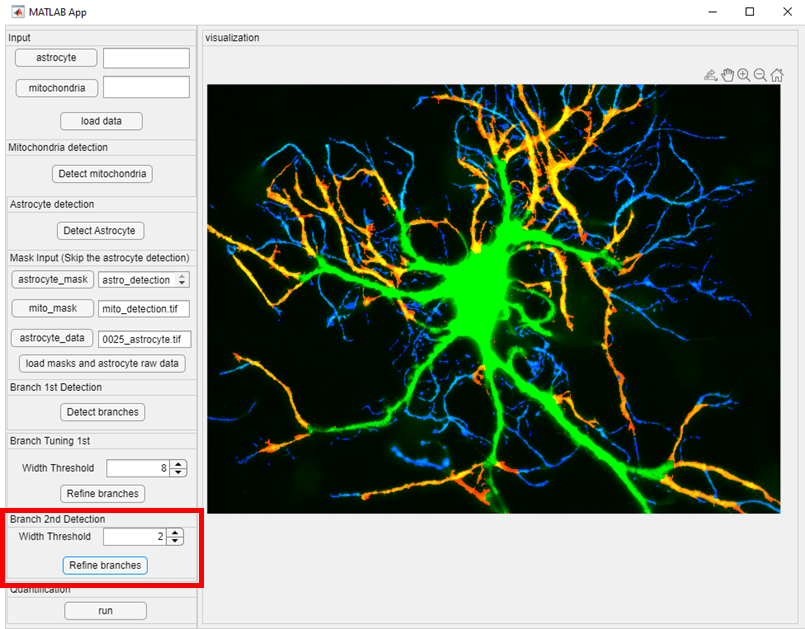 MATLAB App
Input
visualization
astrocyte
mitochondria
load data
Mitochondria detection
Detect mitochondria
Astrocyte detection
Detect Astrocyte
Mask Input (Skip the astrocyte detection)
astrocyte_mask astro_detection
mito_mask mito_detection.tif
astrocyte_data 0025_astrocyte.tif
load masks and astrocyte raw data
Branch 1st Detection
Detect branches
Branch Tuning 1st
Width Threshold 8
Refine branches
Branch 2nd Detection
Width Threshold 2
Refine branches
Quantification
run